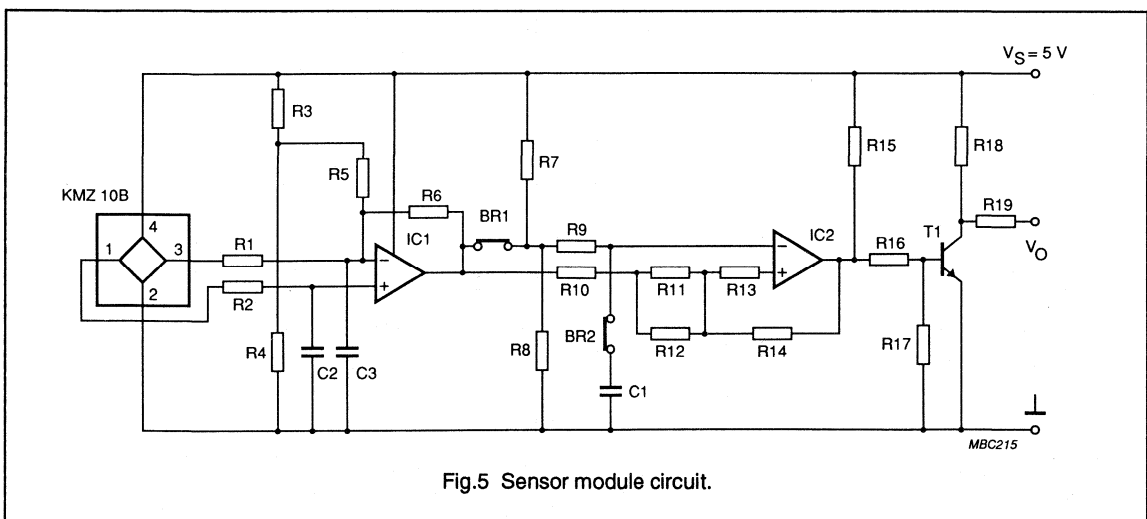 VS = 5 V
R3
R5
R7
R15
R18
KMZ 10B
R6
BR1
R19
4
1
3
2
R1
R2
IC1
−
+
R9
R10
R11
R13
IC2
−
+
R16
T1
VO
R4
C2
C3
R8
BR2
R12
R14
R17
C1
MBC215
Fig.5 Sensor module circuit.